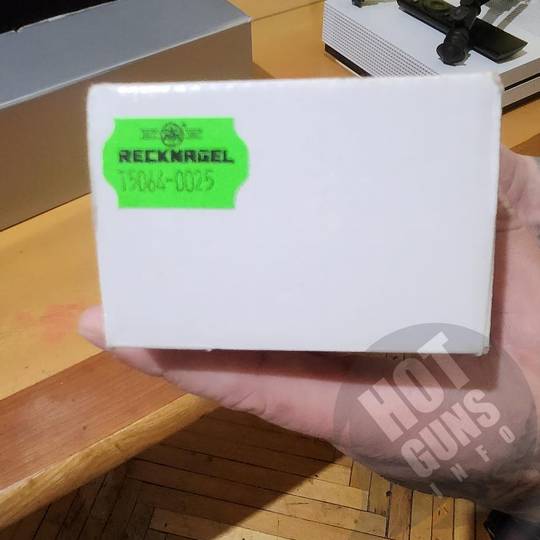 RECKNAGEL
T5064-0025
HOT
GUNS
INFO